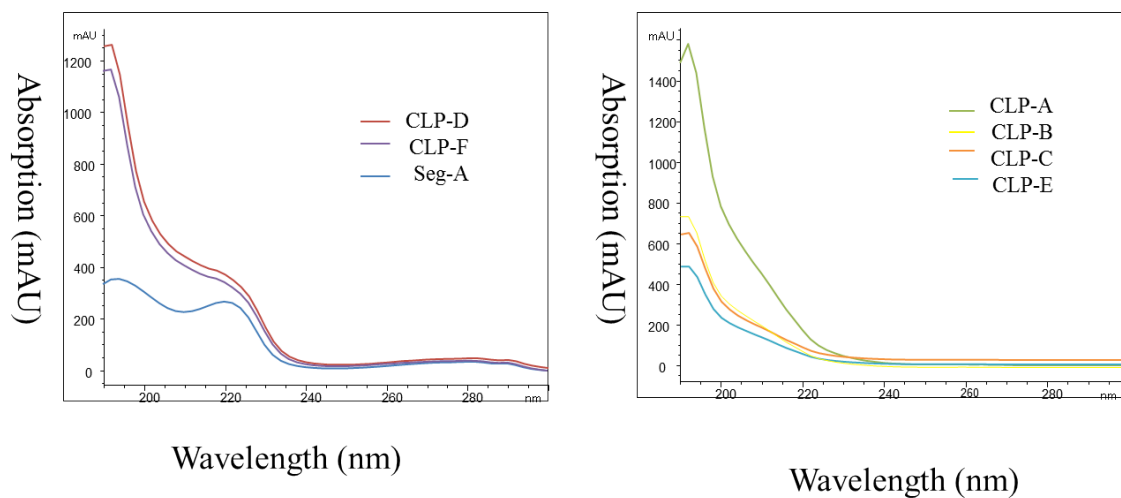 mAU
1200
1000
800
600
400
200
0
Absorption (mAU)
CLP-D
CLP-F
Seg-A
200
220
240
260
280
nm
Wavelength (nm)
mAU
1400
1200
1000
800
600
400
200
0
Absorption (mAU)
CLP-A
CLP-B
CLP-C
CLP-E
200
220
240
260
280
nm
Wavelength (nm)